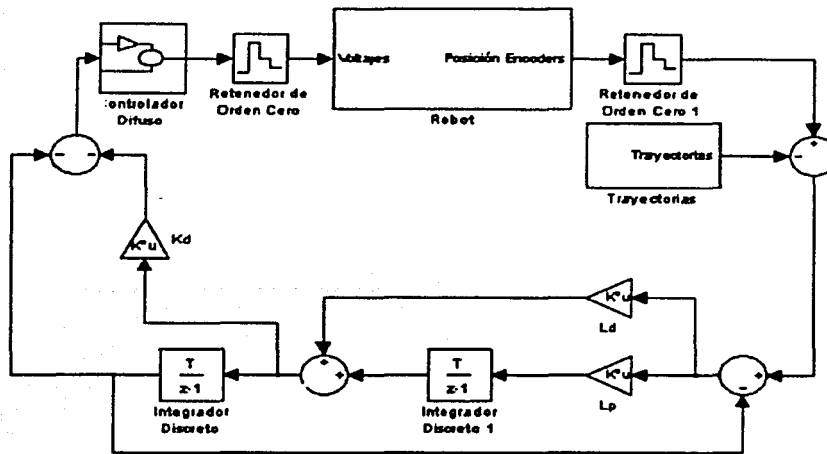 Voltajes
Posición Encoders
:ontrolador
Difuso
Retenedor de
Orden Cero
Robot
Retenedor de
Orden Cero 1
Trayectorias
Trayectorias
K*u
Kd
K*u
Ld
T
z-1
Integrador
Discreto
T
z-1
Integrador
Discreto 1
K*u
Lp